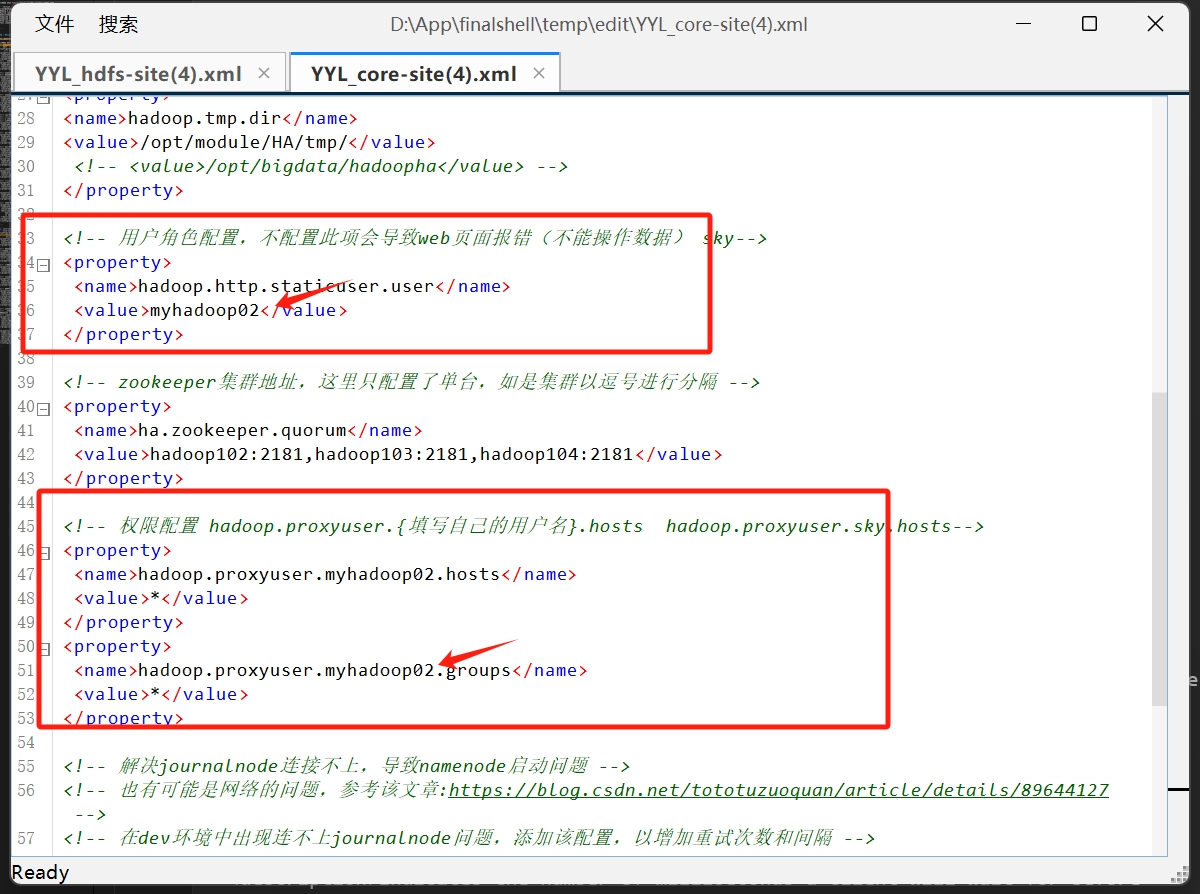 文件 搜索 D:\App\finalshell\temp\edit\YYL_core-site(4).xml
YYL_hdfs-site(4).xml × YYL_core-site(4).xml ×
27 <property>
28 <name>hadoop.tmp.dir</name>
29 <value>/opt/module/HA/tmp/</value>
30 <!-- <value>/opt/bigdata/hadoopha</value> -->
31 </property>
32
33 <!-- 用户角色配置，不配置此项会导致web页面报错（不能操作数据） sky-->
34 <property>
35 <name>hadoop.http.staticuser.user</name>
36 <value>myhadoop02</value>
37 </property>
38
39 <!-- zookeeper集群地址，这里只配置了单台，如是集群以逗号进行分隔 -->
40 <property>
41 <name>ha.zookeeper.quorum</name>
42 <value>hadoop102:2181,hadoop103:2181,hadoop104:2181</value>
43 </property>
44
45 <!-- 权限配置 hadoop.proxyuser.{填写自己的用户名}.hosts  hadoop.proxyuser.sky.hosts-->
46 <property>
47 <name>hadoop.proxyuser.myhadoop02.hosts</name>
48 <value>*</value>
49 </property>
50 <property>
51 <name>hadoop.proxyuser.myhadoop02.groups</name>
52 <value>*</value>
53 </property>
54
55 <!-- 解决journalnode连接不上，导致namenode启动问题 -->
56 <!-- 也有可能是网络的问题，参考该文章:https://blog.csdn.net/tototuzuoquan/article/details/89644127
-->
57 <!-- 在dev环境中出现连不上journalnode问题，添加该配置，以增加重试次数和间隔 -->
Ready